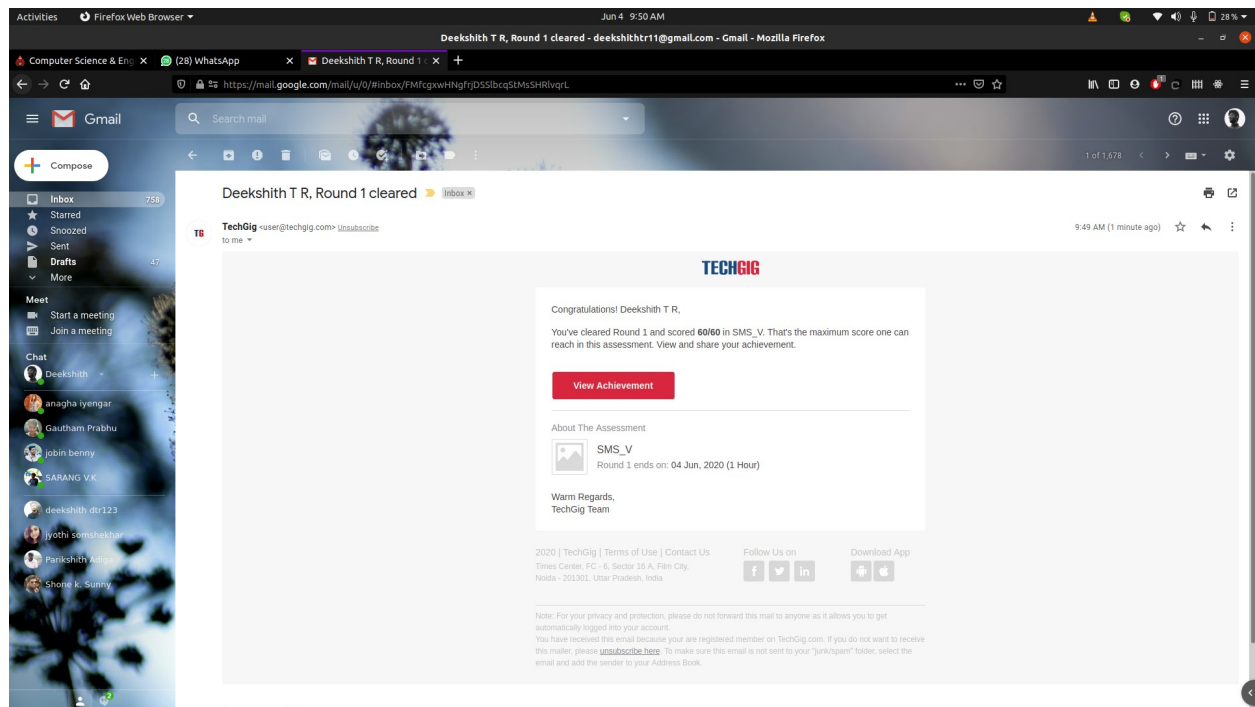 Activities Firefox Web Browser Jun 4 9:50 AM 28 %
Deekshith T R, Round 1 cleared - deekshithtr11@gmail.com - Gmail - Mozilla Firefox
Computer Science & Eng (28) WhatsApp Deekshith T R, Round 1 c
https://mail.google.com/mail/u/0/#inbox/FMfcgxwHNgfrjDSSlbcqStMsSHRlvqrL
Gmail Search mail
Compose 1 of 1,678
Inbox 758
Starred
Snoozed
Sent
Drafts 47
More
Meet
Start a meeting
Join a meeting
Chat
Deekshith
anagha iyengar
Gautham Prabhu
jobin benny
SARANG V.K
deekshith dtr123
jyothi somshekhar
Parikshith Adiga
Shone k. Sunny
2
Deekshith T R, Round 1 cleared Inbox x
TG TechGig <user@techgig.com> Unsubscribe 9:49 AM (1 minute ago)
to me
TECHGIG
Congratulations! Deekshith T R,
You've cleared Round 1 and scored 60/60 in SMS_V. That's the maximum score one can
reach in this assessment. View and share your achievement.
View Achievement
About The Assessment
SMS_V
Round 1 ends on: 04 Jun, 2020 (1 Hour)
Warm Regards,
TechGig Team
2020 | TechGig | Terms of Use | Contact Us Follow Us on Download App
Times Center, FC - 6, Sector 16 A, Film City,
Noida - 201301, Uttar Pradesh, India
Note: For your privacy and protection, please do not forward this mail to anyone as it allows you to get
automatically logged into your account.
You have received this email because your are registered member on TechGig.com. If you do not want to receive
this mailer, please unsubscribe here. To make sure this email is not sent to your "junk/spam" folder, select the
email and add the sender to your Address Book.